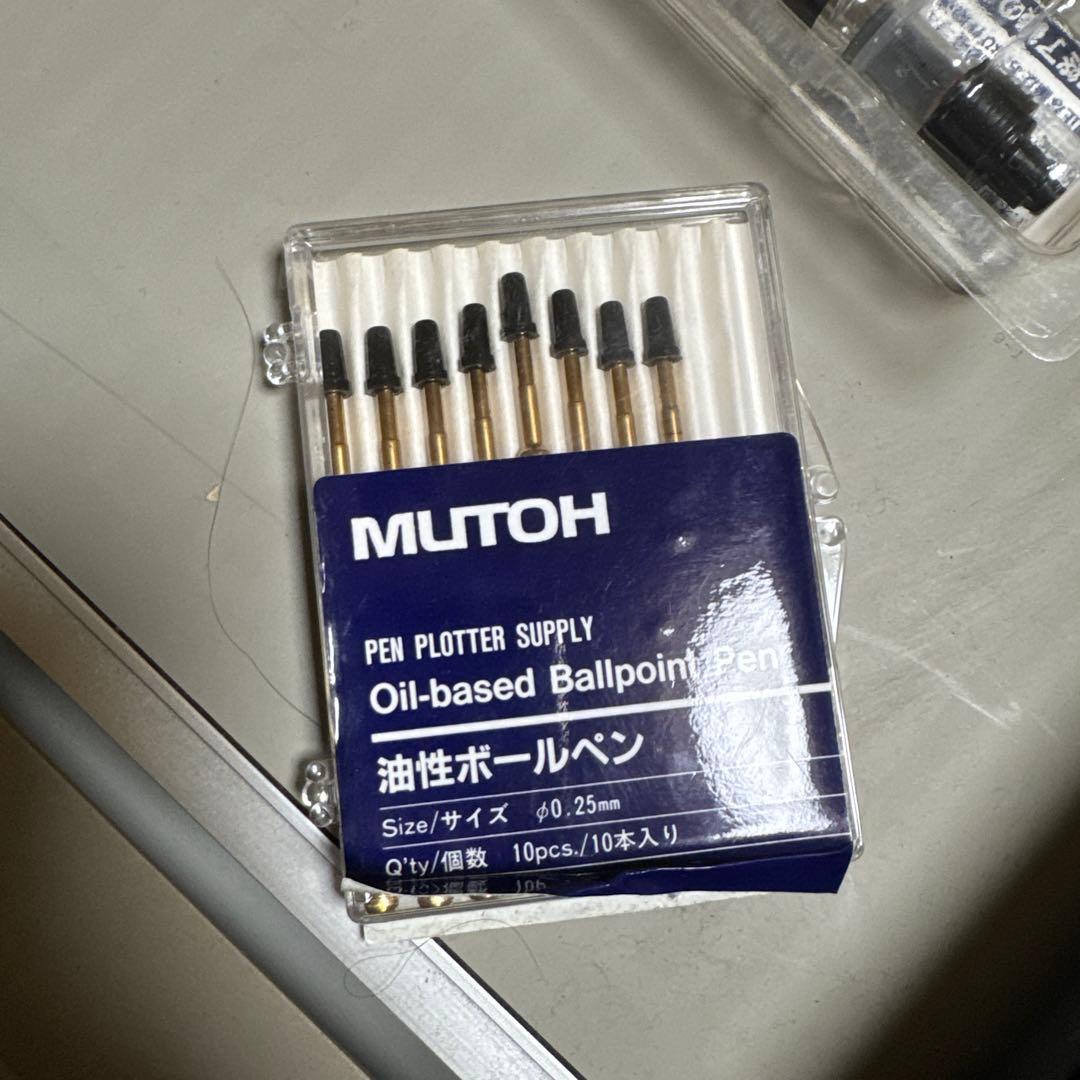 MUTOH
PEN PLOTTER SUPPLY
Oil-based Ballpoint Pen
油性ボールペン
Size/サイズ φ0.25mm
Q'ty/個数 10pcs./10本入り